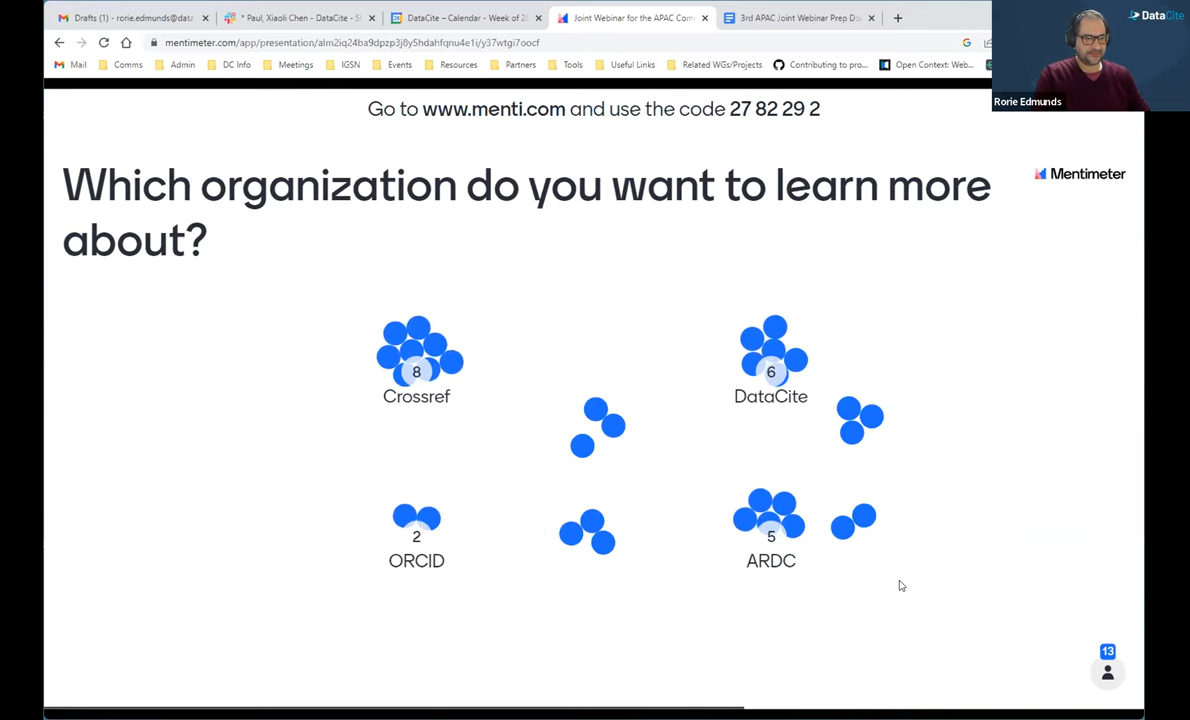 Drafts (1) - rorie.edmunds@data
* Paul, Xiaoli Chen - DataCite - Sl
DataCite – Calendar - Week of 2
Joint Webinar for the APAC Com
3rd APAC Joint Webinar Prep Do
mentimeter.com/app/presentation/alm2iq24ba9dpzp3j8y5hdahfqnu4e1i/y37wtgi7oocf
Mail Comms Admin DC Info Meetings IGSN Events Resources Partners Tools Useful Links Related WGs/Projects Contributing to pro... Open Context: Web...
DataCite
Rorie Edmunds
Go to www.menti.com and use the code 27 82 29 2
Mentimeter
Which organization do you want to learn more
about?
8
Crossref
6
DataCite
2
ORCID
5
ARDC
13